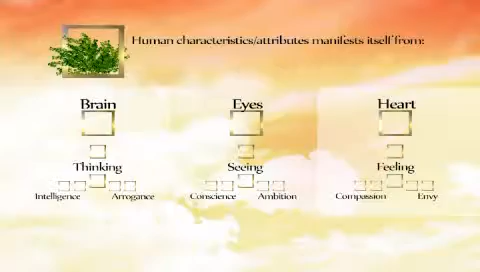 Human characteristics/attributes manifests itself from:
Brain Eyes Heart
Thinking Seeing Feeling
Intelligence Arrogance Conscience Ambition Compassion Envy